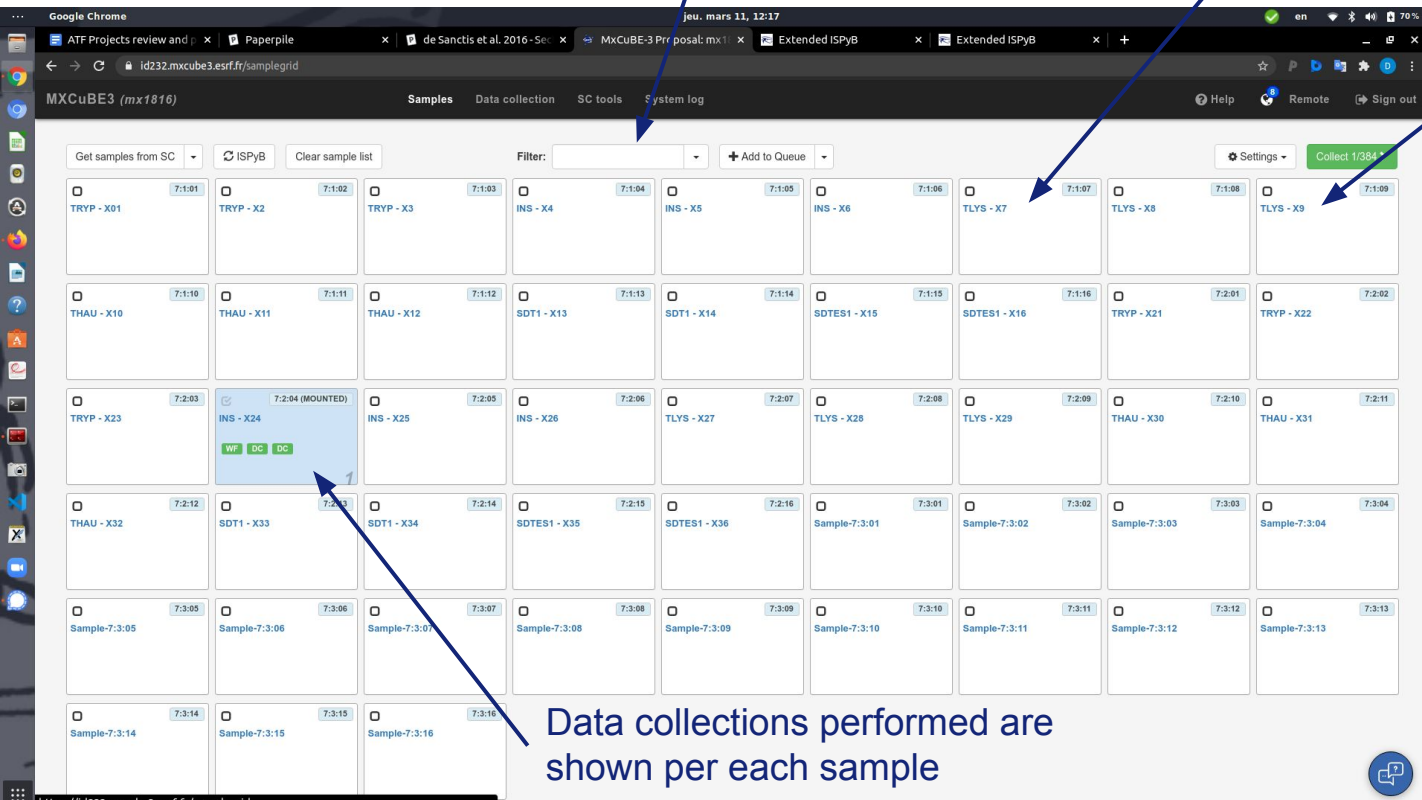 Google Chrome
jeu. mars 11, 12:17
en
70%
ATF Projects review and p
Paperpile
de Sanctis et al. 2016 - Sec
MxCuBE-3 Proposal: mx1
Extended ISPyB
Extended ISPyB
id232.mxcube3.esrf.fr/samplegrid
MXCuBE3 (mx1816)
Samples
Data collection
SC tools
System log
Help
8
Remote
Sign out
Get samples from SC
ISPyB
Clear sample list
Filter:
Add to Queue
Settings
Collect 1/384
7:1:01 7:1:02 7:1:03 7:1:04 7:1:05 7:1:06 7:1:07 7:1:08 7:1:09
TRYP - X01 TRYP - X2 TRYP - X3 INS - X4 INS - X5 INS - X6 TLYS - X7 TLYS - X8 TLYS - X9
7:1:10 7:1:11 7:1:12 7:1:13 7:1:14 7:1:15 7:1:16 7:2:01 7:2:02
THAU - X10 THAU - X11 THAU - X12 SDT1 - X13 SDT1 - X14 SDTES1 - X15 SDTES1 - X16 TRYP - X21 TRYP - X22
7:2:03 7:2:04 (MOUNTED) 7:2:05 7:2:06 7:2:07 7:2:08 7:2:09 7:2:10 7:2:11
TRYP - X23 INS - X24 INS - X25 INS - X26 TLYS - X27 TLYS - X28 TLYS - X29 THAU - X30 THAU - X31
WF DC DC
1
7:2:12 7:2:13 7:2:14 7:2:15 7:2:16 7:3:01 7:3:02 7:3:03 7:3:04
THAU - X32 SDT1 - X33 SDT1 - X34 SDTES1 - X35 SDTES1 - X36 Sample-7:3:01 Sample-7:3:02 Sample-7:3:03 Sample-7:3:04
7:3:05 7:3:06 7:3:07 7:3:08 7:3:09 7:3:10 7:3:11 7:3:12 7:3:13
Sample-7:3:05 Sample-7:3:06 Sample-7:3:07 Sample-7:3:08 Sample-7:3:09 Sample-7:3:10 Sample-7:3:11 Sample-7:3:12 Sample-7:3:13
7:3:14 7:3:15 7:3:16
Sample-7:3:14 Sample-7:3:15 Sample-7:3:16
Data collections performed are
shown per each sample